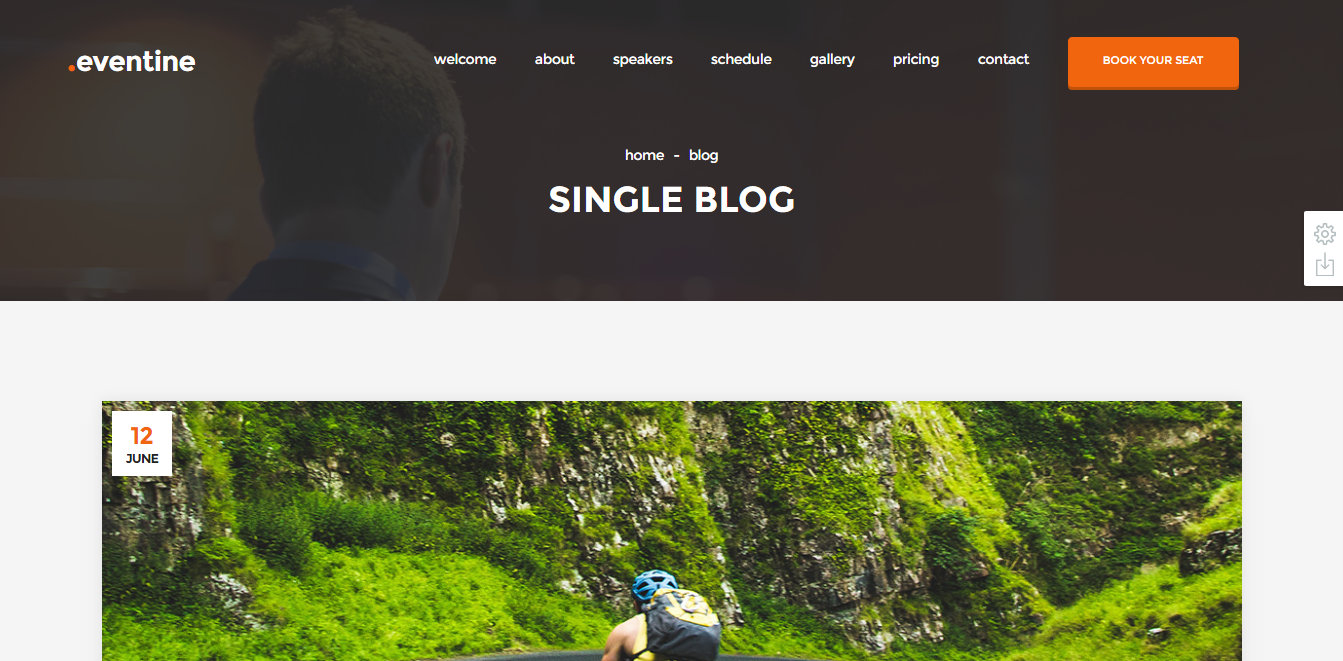 .eventine
welcome about speakers schedule gallery pricing contact BOOK YOUR SEAT
home - blog
SINGLE BLOG
12
JUNE